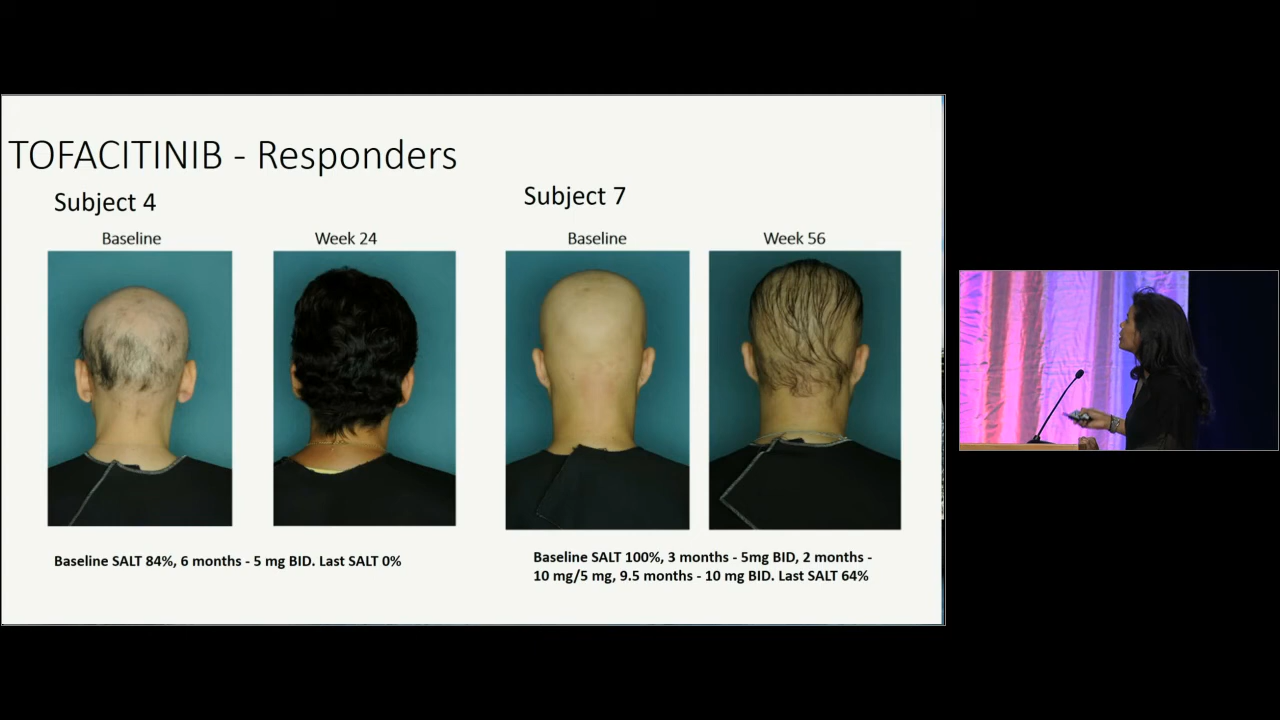 TOFACITINIB - Responders
Subject 4
Subject 7
Baseline
Week 24
Baseline
Week 56
Baseline SALT 84%, 6 months - 5 mg BID. Last SALT 0%
Baseline SALT 100%, 3 months - 5mg BID, 2 months -
10 mg/5 mg, 9.5 months - 10 mg BID. Last SALT 64%